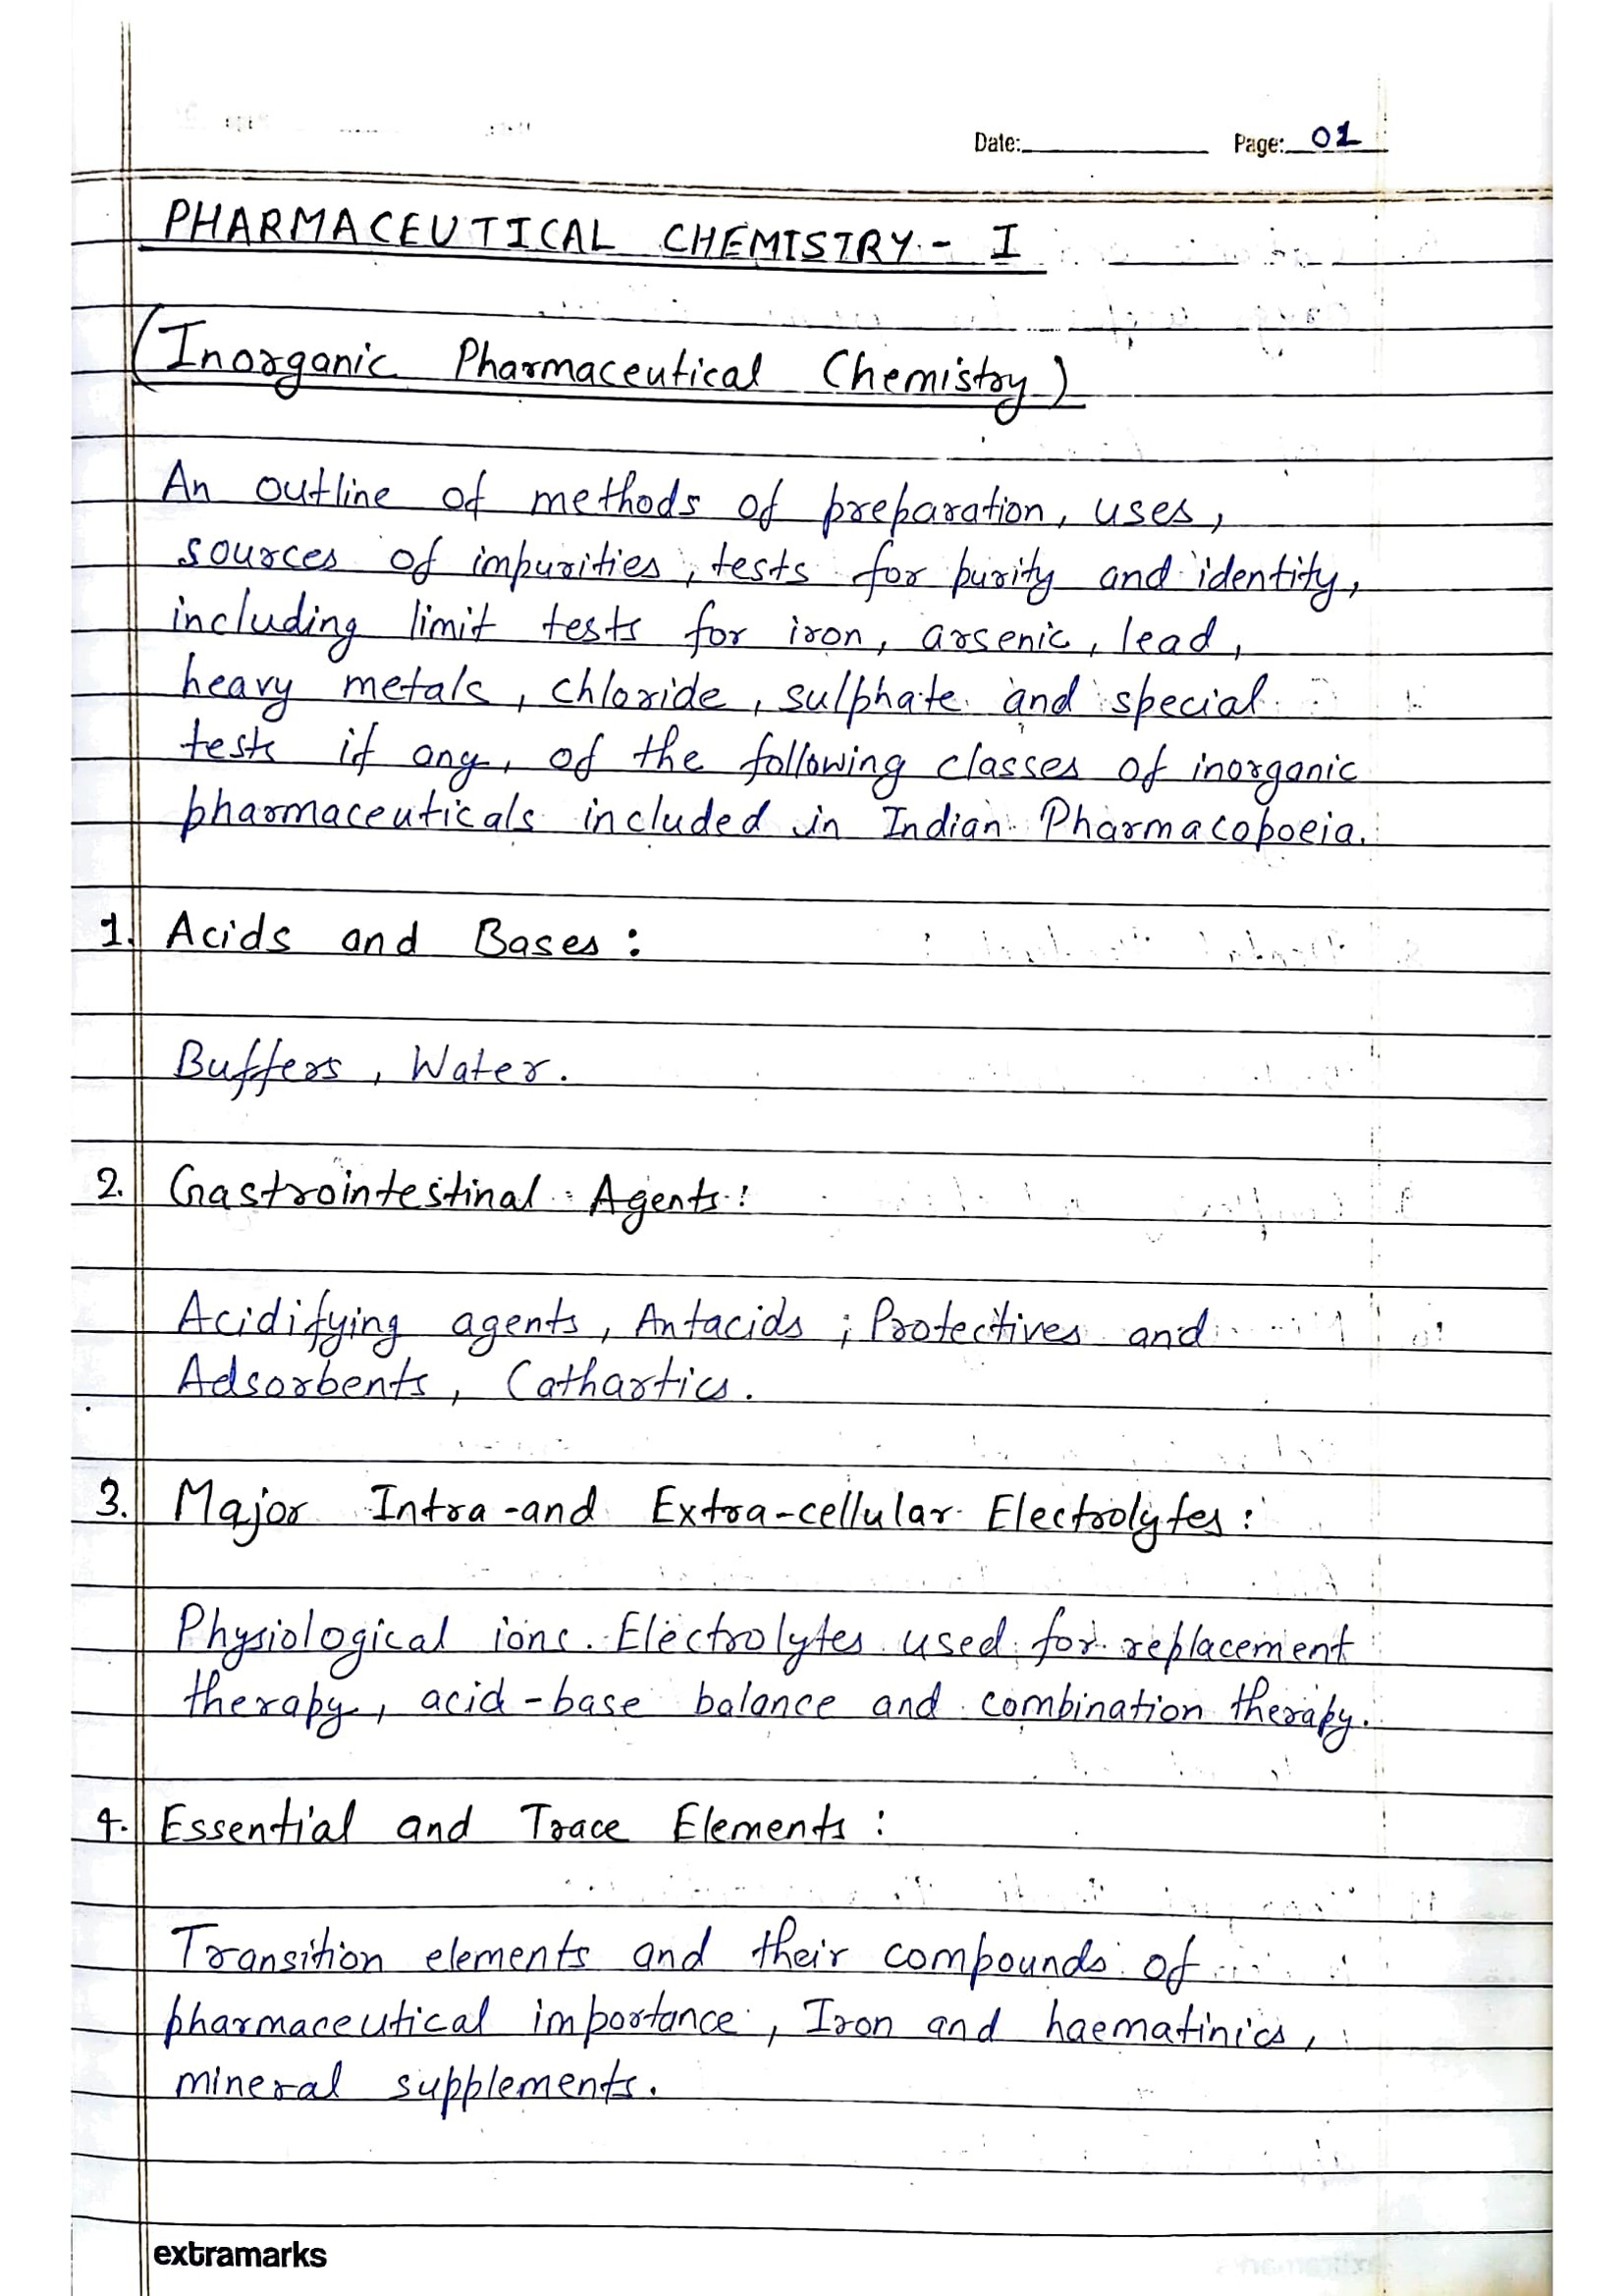 Date: Page: 01
PHARMACEUTICAL CHEMISTRY - I
(Inorganic Pharmaceutical Chemistry)
An outline of methods of preparation, uses,
sources of impurities, tests for purity and identity,
including limit tests for iron, arsenic, lead,
heavy metals, chloride, sulphate and special
tests if any, of the following classes of inorganic
pharmaceuticals included in Indian Pharmacopoeia.
1. Acids and Bases :
Buffers, Water.
2. Gastrointestinal Agents :
Acidifying agents, Antacids ; Protectives and
Adsorbents, Cathartics.
3. Major Intra-and Extra-cellular Electrolytes :
Physiological ions. Electrolytes used for replacement
therapy, acid-base balance and combination therapy.
4. Essential and Trace Elements :
Transition elements and their compounds of
pharmaceutical importance, Iron and haematinics,
mineral supplements.
extramarks